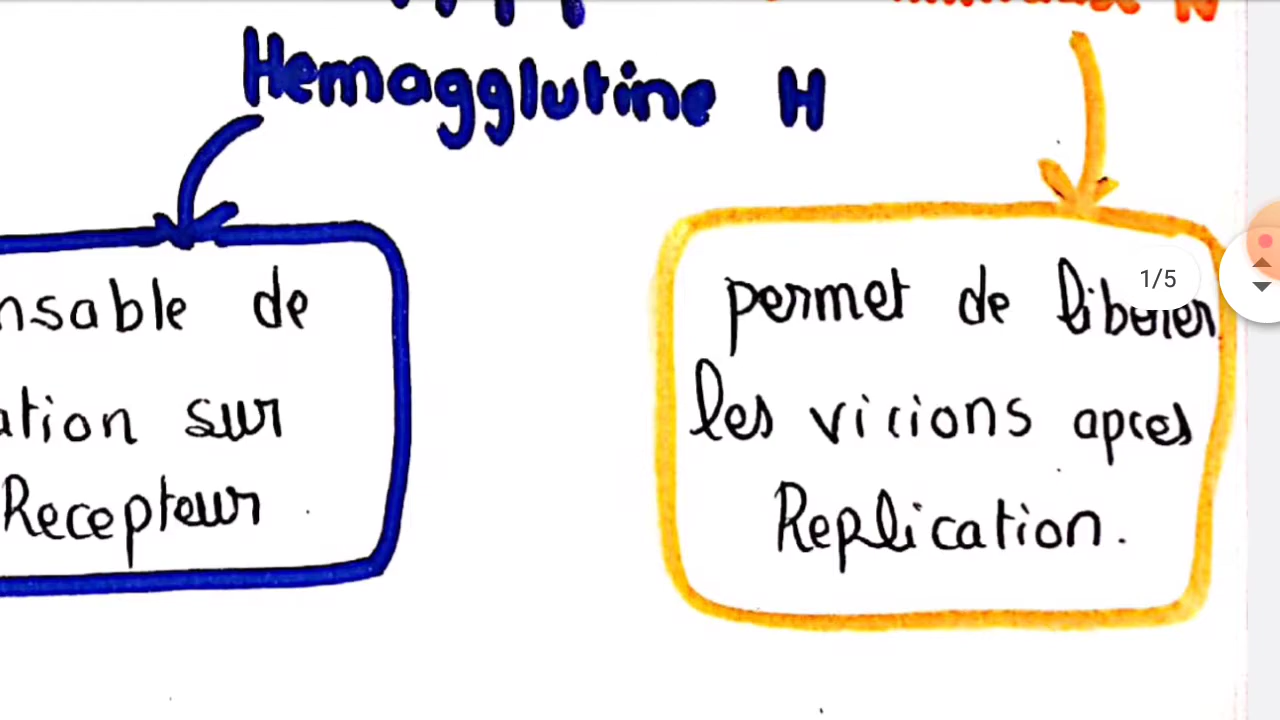 N
Hemagglutine H
1/5
nsable de
permet de liberer
ation sur
les virions apres
Recepteur
Replication.